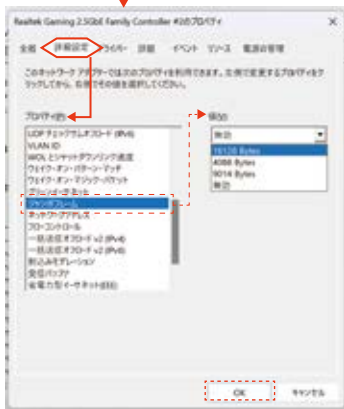 Realtek Gaming 2.5GbE Family Controller #2のプロパティ
全般 詳細設定 ドライバー 詳細 イベント リソース 電源の管理
このネットワーク アダプターでは次のプロパティを利用できます。左側で変更するプロパティをク
リックしてから、右側でその値を選択してください。
プロパティ(P):
値(V):
UDP チェックサム オフロード (IPv6)
VLAN ID
WOL とシャットダウンリンク速度
ウェイク・オン・パターン・マッチ
ウェイク・オン・マジック・パケット
グリーンイーサネット
ジャンボフレーム
ネットワークアドレス
フローコントロール
一括送信オフロード v2 (IPv4)
一括送信オフロード v2 (IPv6)
割り込みモデレーション
受信バッファ
省電力型イーサネット(EEE)
無効
16128 Bytes
4088 Bytes
9014 Bytes
無効
OK キャンセル